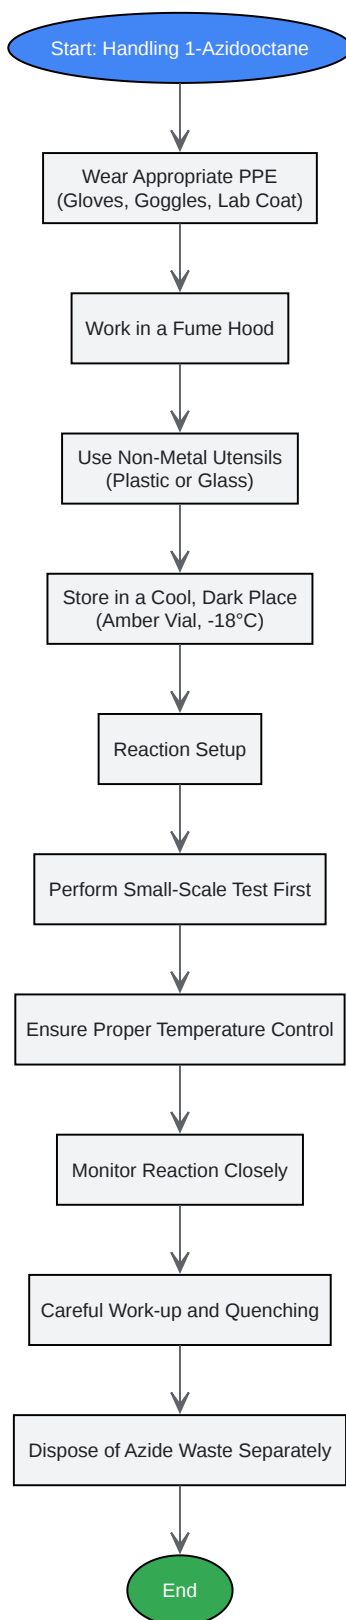 Start: Handling 1-Azidooctane
Wear Appropriate PPE
(Gloves, Goggles, Lab Coat)
Work in a Fume Hood
Use Non-Metal Utensils
(Plastic or Glass)
Store in a Cool, Dark Place
(Amber Vial, -18°C)
Reaction Setup
Perform Small-Scale Test First
Ensure Proper Temperature Control
Monitor Reaction Closely
Careful Work-up and Quenching
Dispose of Azide Waste Separately
End